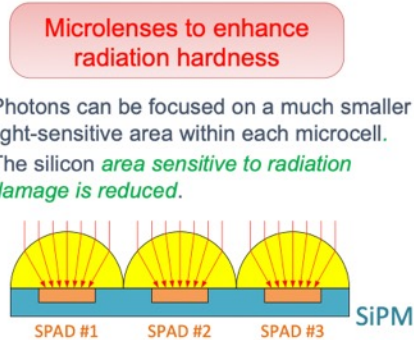 Microlenses to enhance
radiation hardness
Photons can be focused on a much smaller
ight-sensitive area within each microcell.
The silicon area sensitive to radiation
damage is reduced.
SiPM
SPAD #1 SPAD #2 SPAD #3